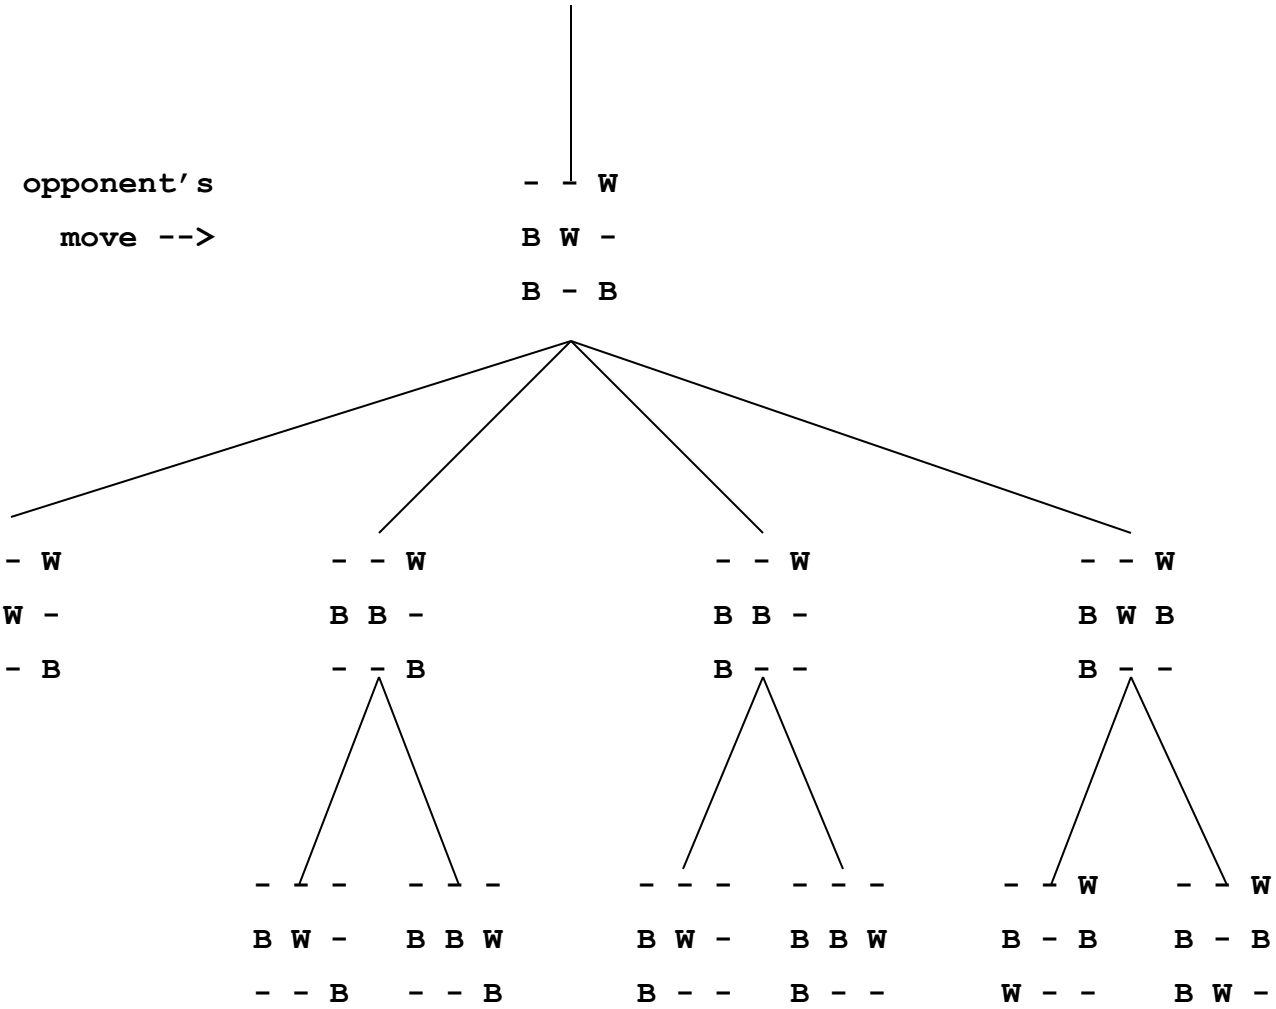 opponent's - - W
move --> B W -
B - B
- W - - W - - W - - W
W - B B - B B - B W B
- B - - B B - - B - -
- - - - - - - - - - - - - - W - - W
B W - B B W B W - B B W B - B B - B
- - B - - B B - - B - - W - - B W -